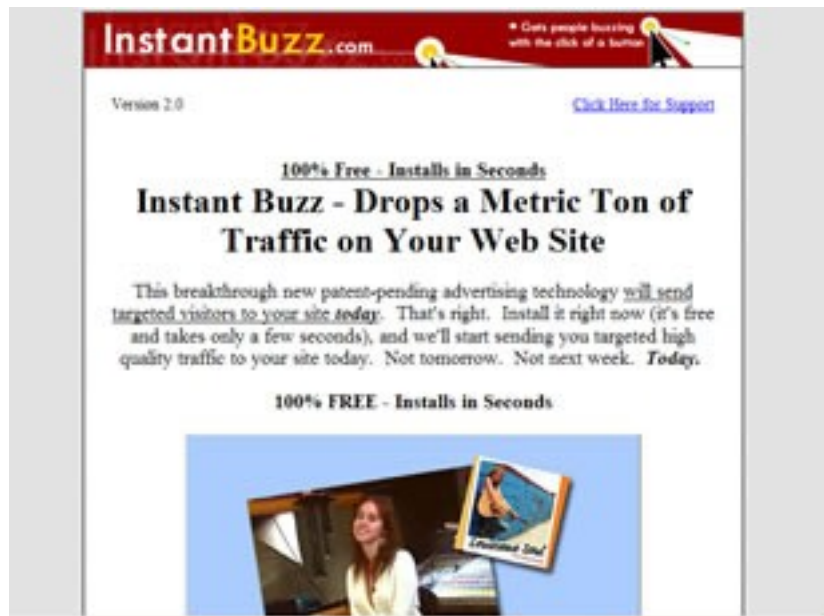 InstantBuzz.com
• Gets people buzzing
with the click of a button
Version 2.0
Click Here for Support
100% Free - Installs in Seconds
Instant Buzz - Drops a Metric Ton of
Traffic on Your Web Site
This breakthrough new patent-pending advertising technology will send
targeted visitors to your site today. That's right. Install it right now (it's free
and takes only a few seconds), and we'll start sending you targeted high
quality traffic to your site today. Not tomorrow. Not next week. Today.
100% FREE - Installs in Seconds
Louisiana Soul